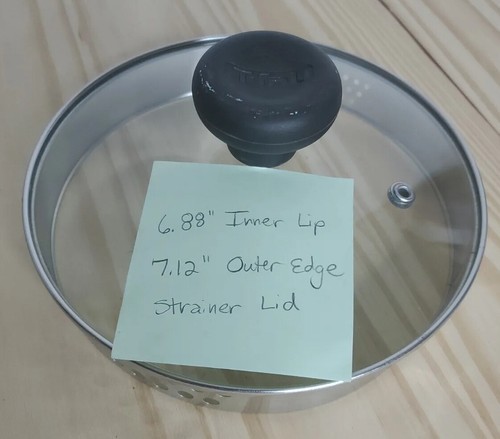 6.88" Inner Lip
7.12" Outer Edge
Strainer Lid